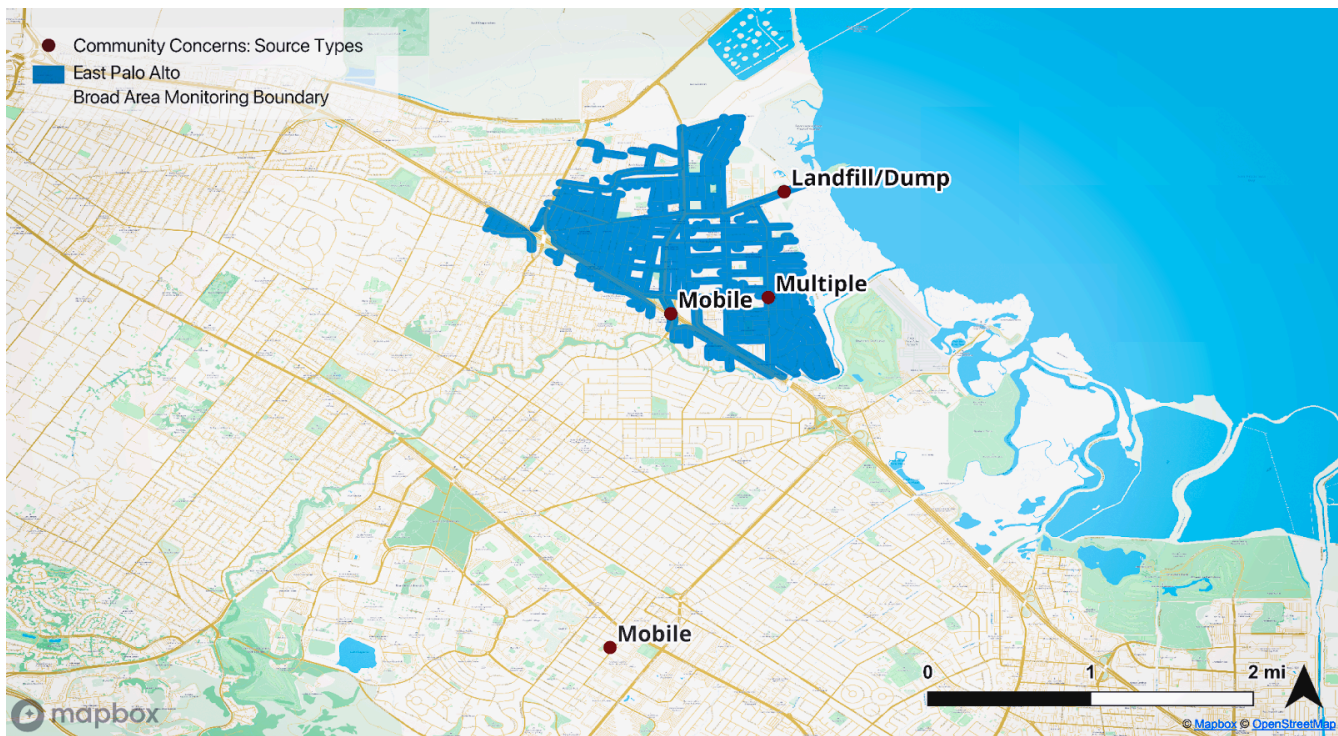 Community Concerns: Source Types
East Palo Alto
Broad Area Monitoring Boundary
Landfill/Dump
Multiple
Mobile
Mobile
0 1 2 mi
mapbox
© Mapbox © OpenStreetMap